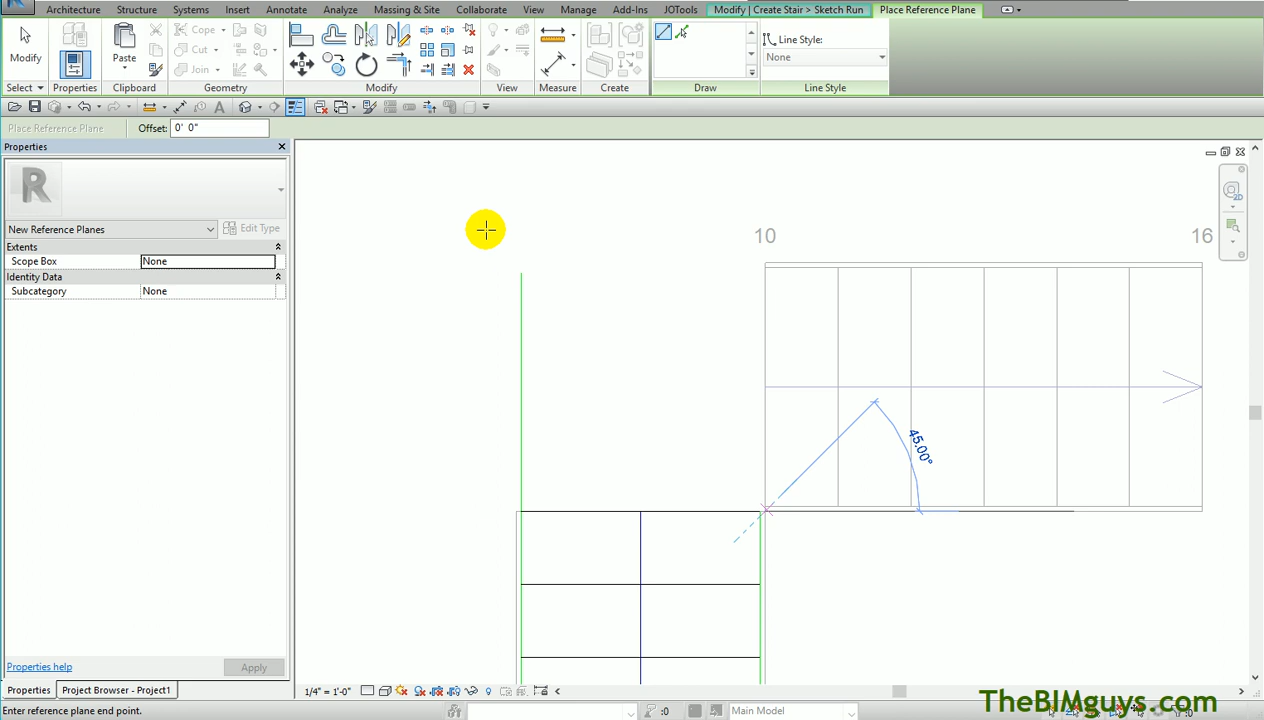 Architecture Structure Systems Insert Annotate Analyze Massing & Site Collaborate View Manage Add-Ins JOTools Modify | Create Stair > Sketch Run Place Reference Plane
Cope
Line Style:
Modify Paste Cut None
Join
Select Properties Clipboard Geometry Modify View Measure Create Draw Line Style
Place Reference Plane Offset: 0' 0"
Properties
R
New Reference Planes Edit Type
Extents
Scope Box None
Identity Data
Subcategory None
10 16
45.00°
2D
Properties help Apply
Properties Project Browser - Project1 1/4" = 1'-0"
Enter reference plane end point. :0 Main Model
TheBIMguys.com